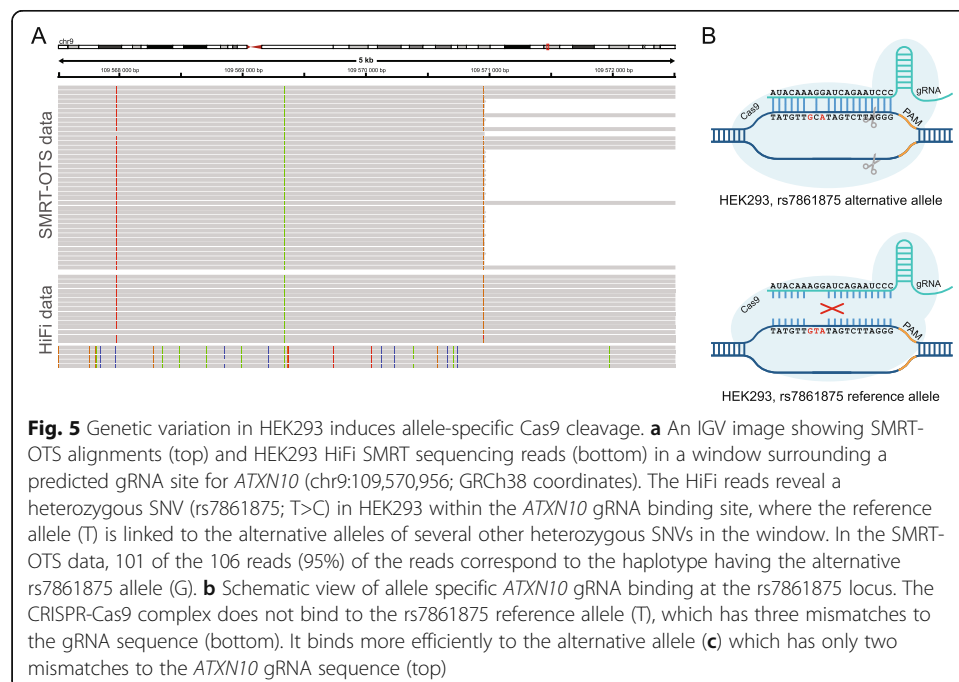 A
B
chr9
5 kb
109 568 000 bp
109 569 000 bp
109 570 000 bp
109 571 000 bp
109 572 000 bp
SMRT-OTS data
HiFi data
Cas9
AUACAAAGGAUCAGAAUCCC
gRNA
TATGTTGCATAGTCTTAGGG
PAM
HEK293, rs7861875 alternative allele
Cas9
AUACAAAGGAUCAGAAUCCC
gRNA
TATGTTGTATAGTCTTAGGG
PAM
HEK293, rs7861875 reference allele
Fig. 5 Genetic variation in HEK293 induces allele-specific Cas9 cleavage. a An IGV image showing SMRT-
OTS alignments (top) and HEK293 HiFi SMRT sequencing reads (bottom) in a window surrounding a
predicted gRNA site for ATXN10 (chr9:109,570,956; GRCh38 coordinates). The HiFi reads reveal a
heterozygous SNV (rs7861875; T>C) in HEK293 within the ATXN10 gRNA binding site, where the reference
allele (T) is linked to the alternative alleles of several other heterozygous SNVs in the window. In the SMRT-
OTS data, 101 of the 106 reads (95%) of the reads correspond to the haplotype having the alternative
rs7861875 allele (G). b Schematic view of allele specific ATXN10 gRNA binding at the rs7861875 locus. The
CRISPR-Cas9 complex does not bind to the rs7861875 reference allele (T), which has three mismatches to
the gRNA sequence (bottom). It binds more efficiently to the alternative allele (c) which has only two
mismatches to the ATXN10 gRNA sequence (top)